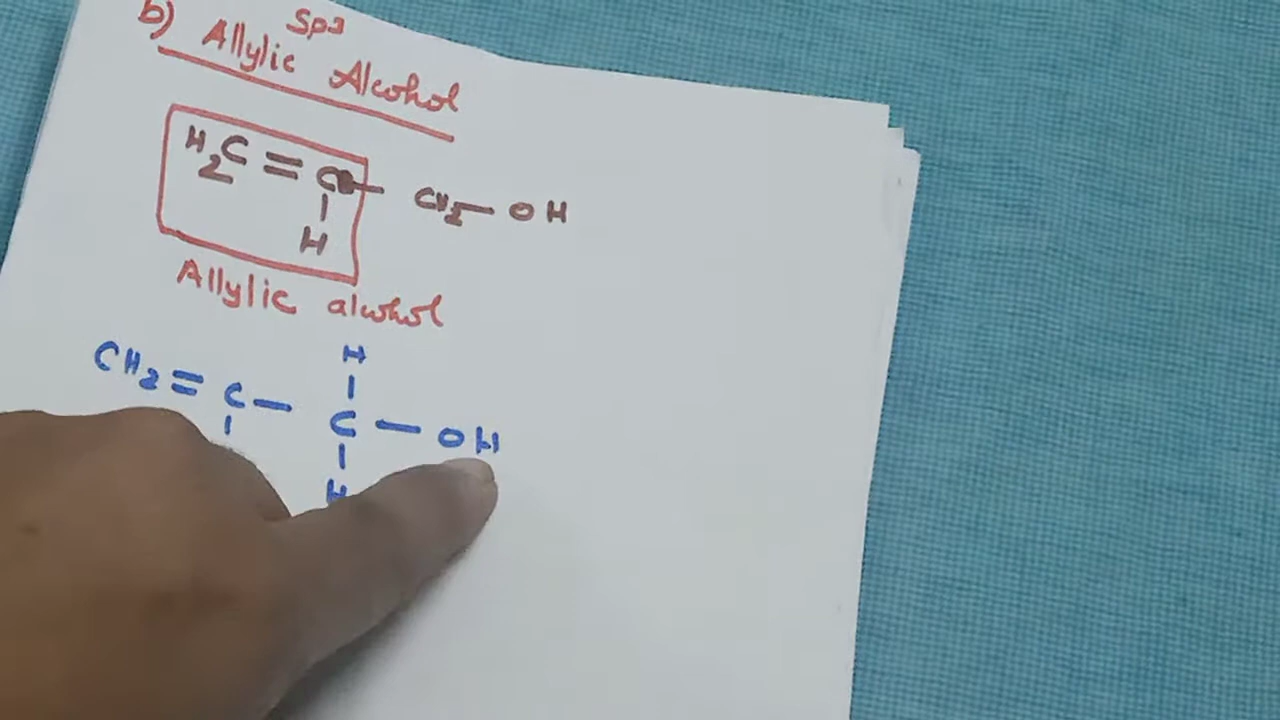 sp3
b) Allylic Alcohol
H2C = C - CH2 - OH
|
H
Allylic alcohol
H
|
CH2 = C - C - OH
| |
H